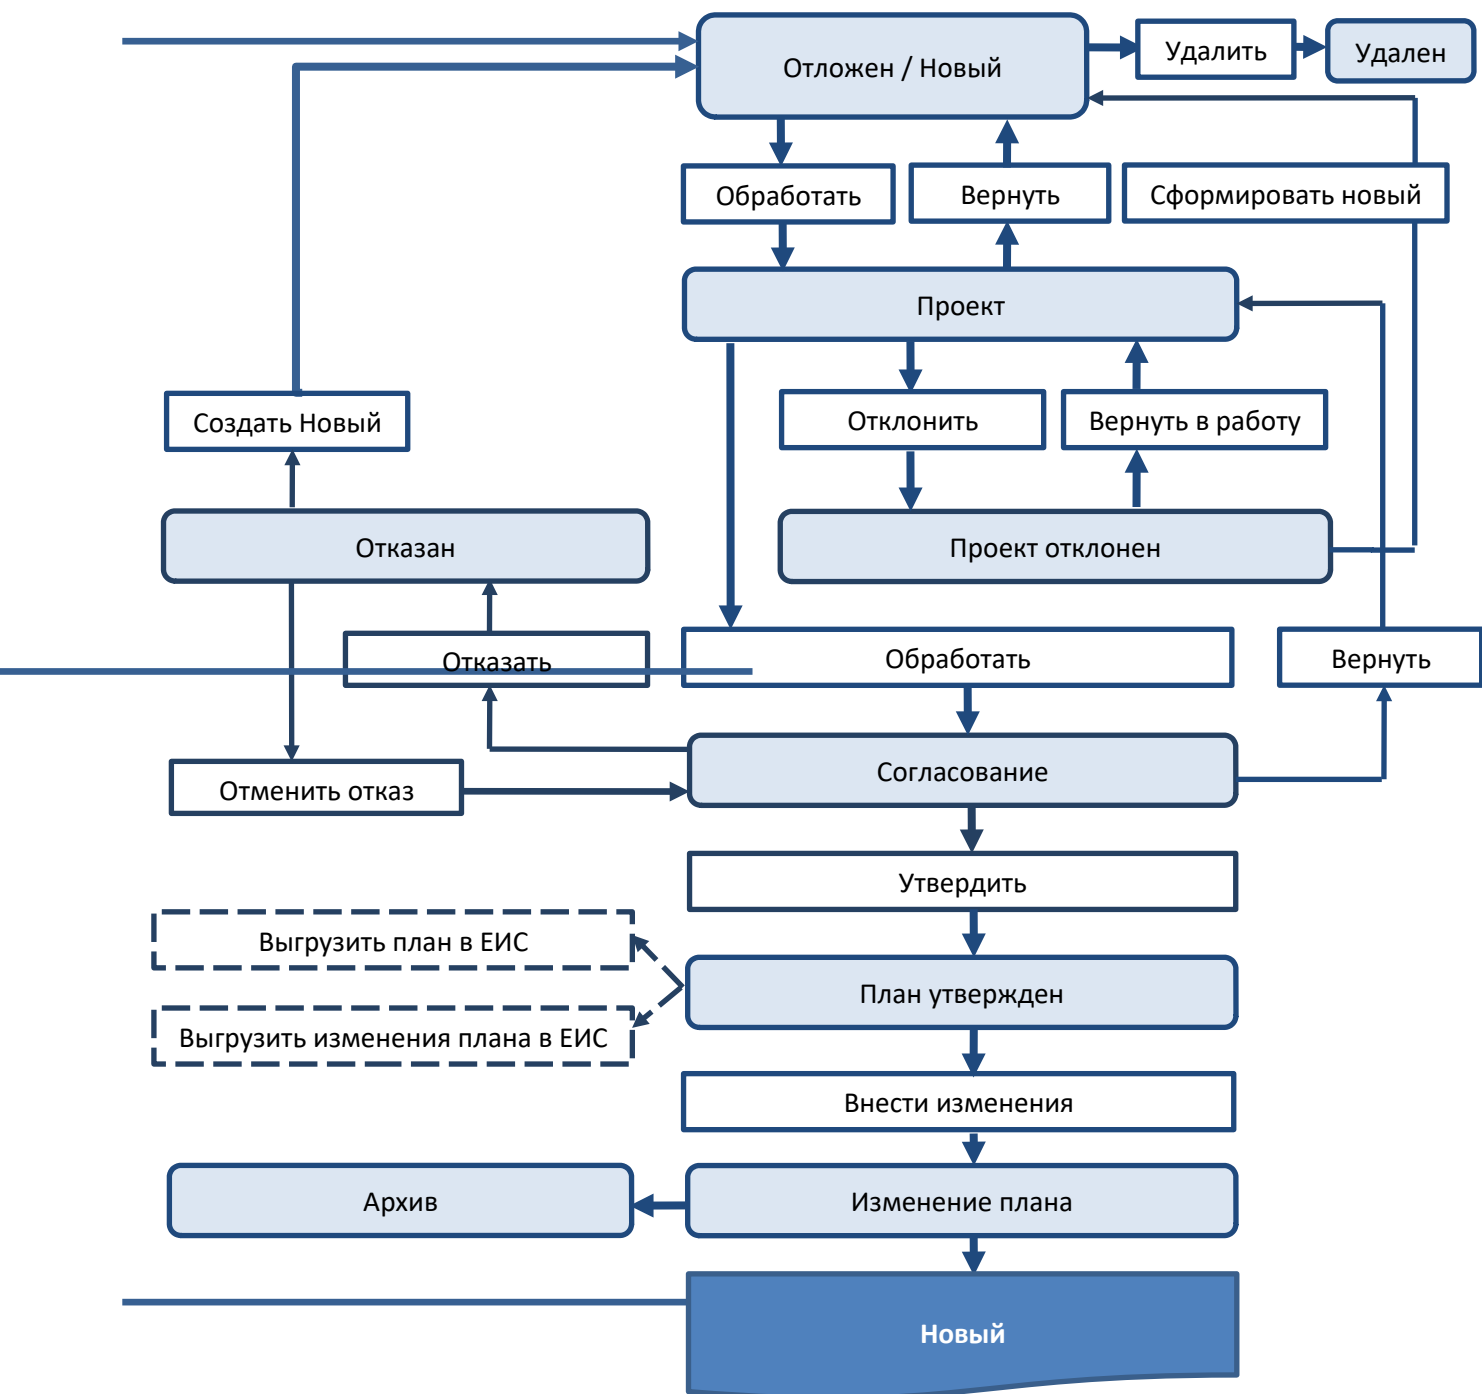 Отложен / Новый
Удалить
Удален
Обработать
Вернуть
Сформировать новый
Проект
Создать Новый
Отклонить
Вернуть в работу
Отказан
Проект отклонен
Отказать
Обработать
Вернуть
Согласование
Отменить отказ
Утвердить
Выгрузить план в ЕИС
План утвержден
Выгрузить изменения плана в ЕИС
Внести изменения
Архив
Изменение плана
Новый